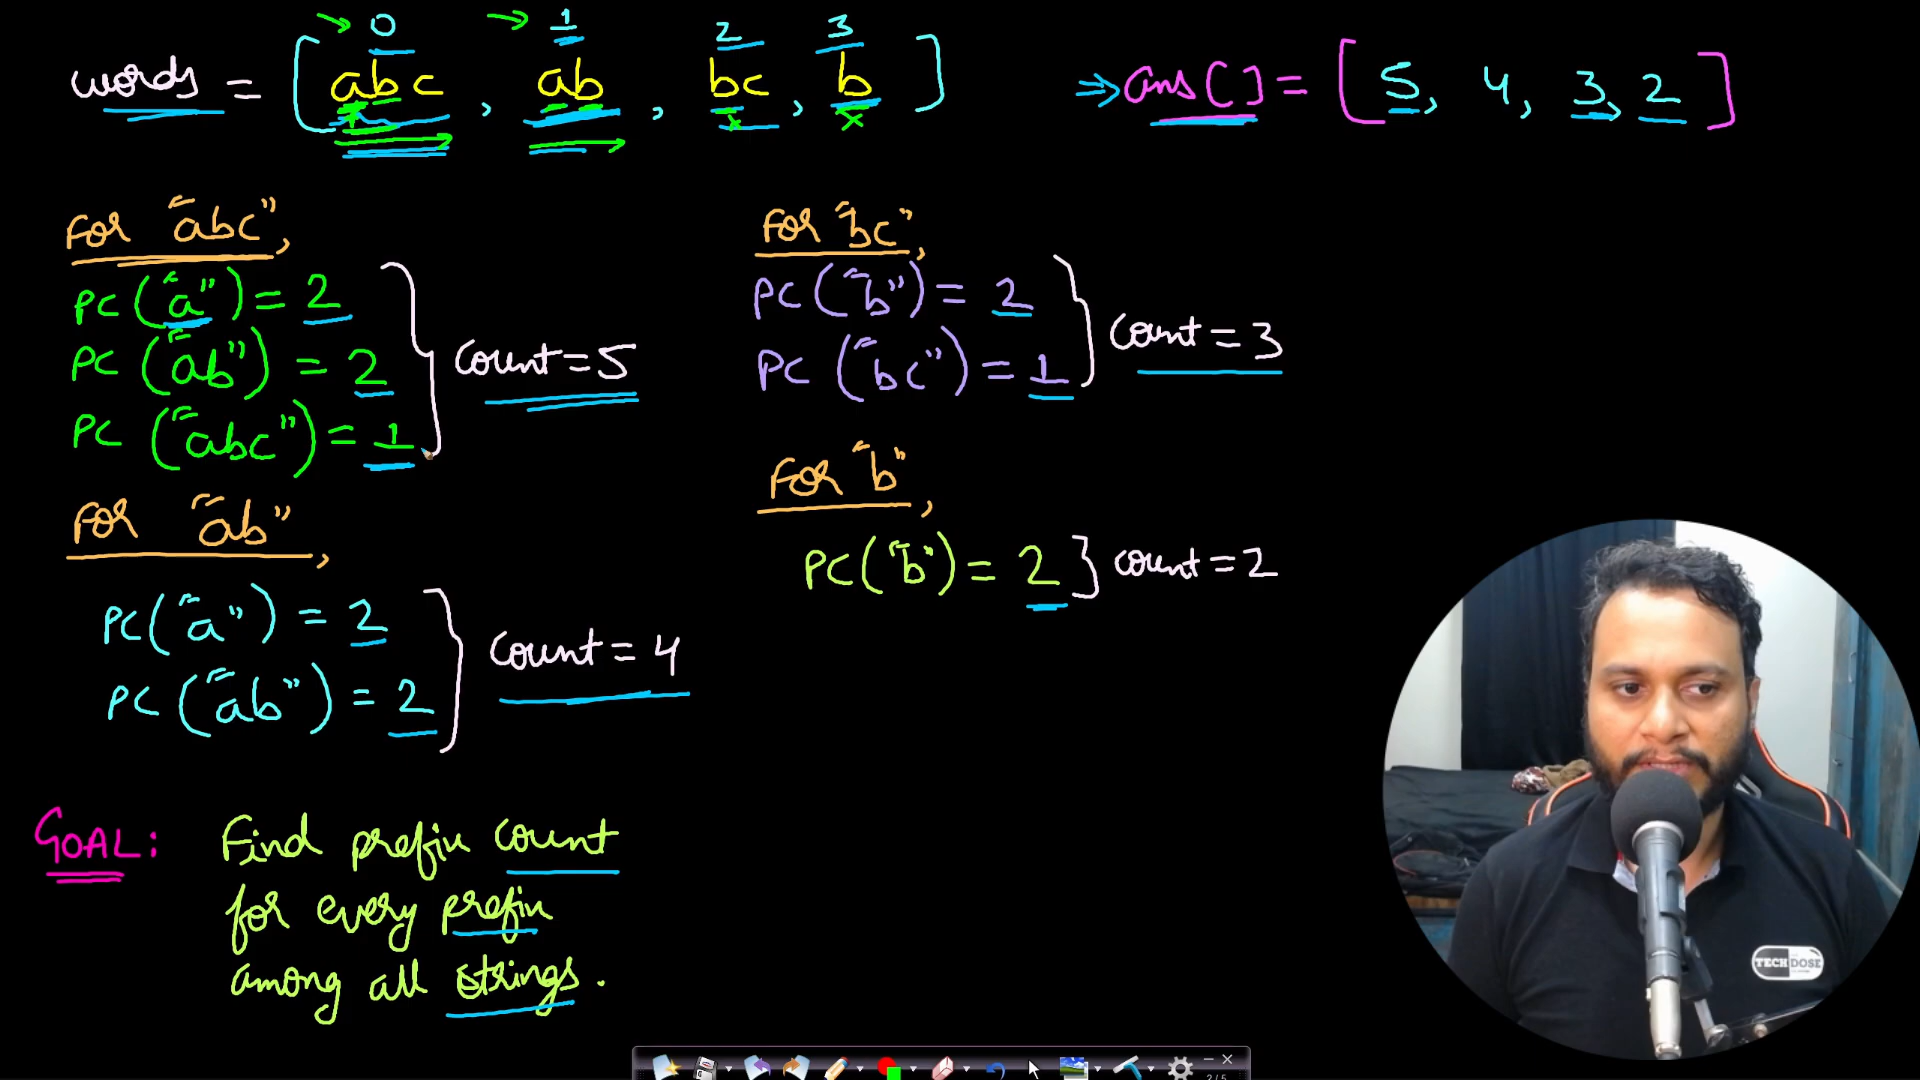 0 1 2 3
words = [ abc , ab , bc , b ] ⇒ ans[] = [ 5, 4, 3, 2 ]
For "abc",
PC ("a") = 2
PC ("ab") = 2
PC ("abc") = 1
count = 5
For "ab",
PC ("a") = 2
PC ("ab") = 2
count = 4
For "bc",
PC ("b") = 2
PC ("bc") = 1
count = 3
For "b",
PC ("b") = 2 } count = 2
GOAL: Find prefix count
for every prefix
among all strings.
TECH DOSE
2/5